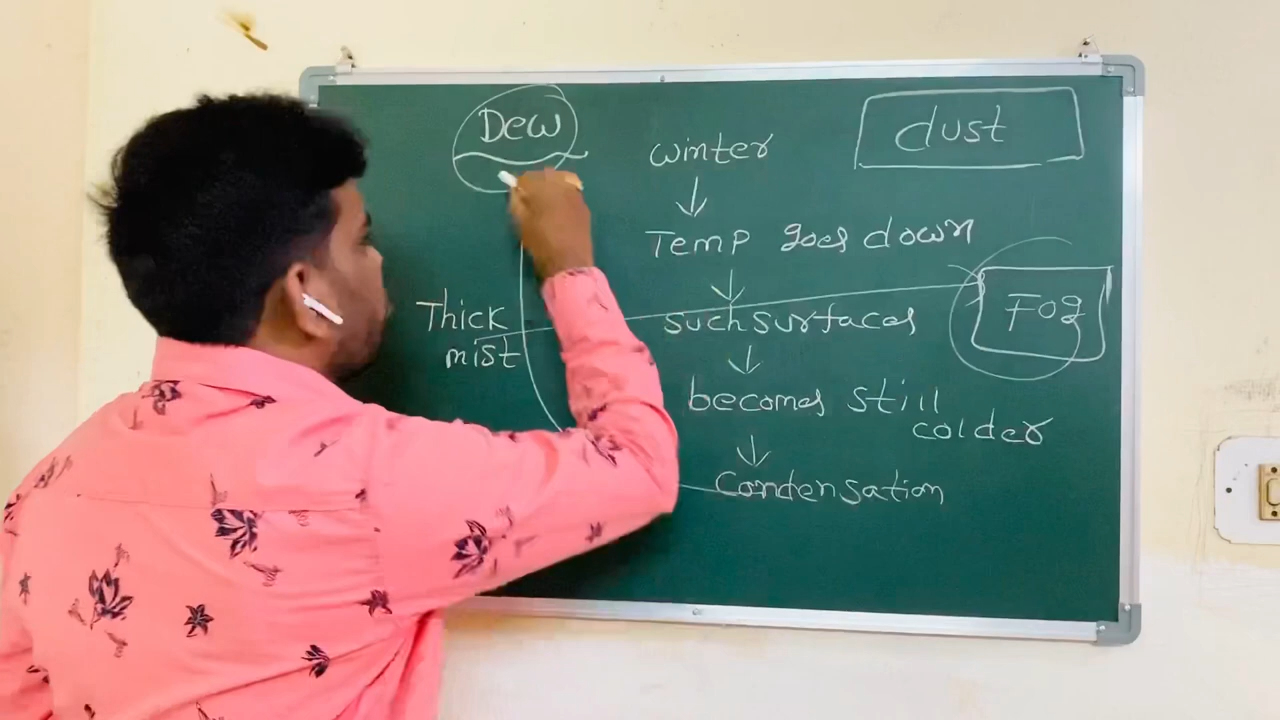 Dew
dust
winter
Temp goes down
Thick
mist
such surfaces
Fog
becomes still
colder
Condensation